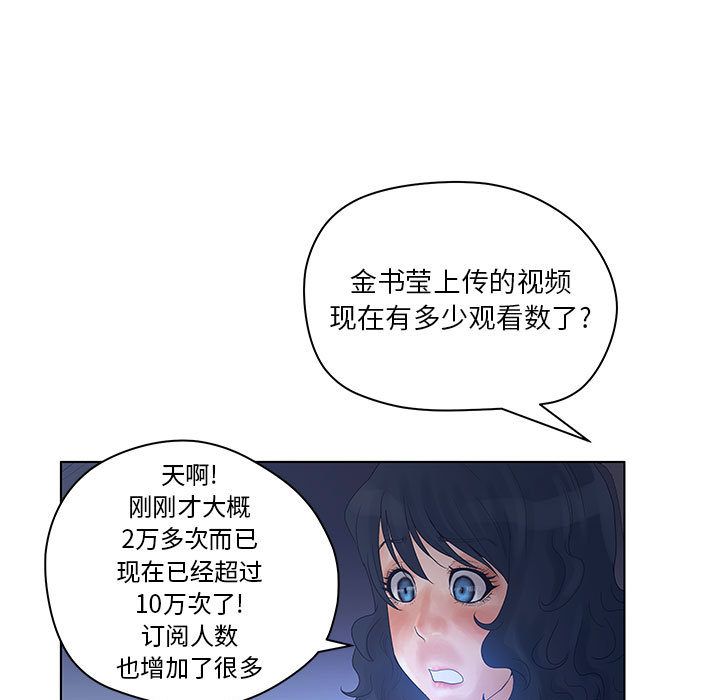 金书莹上传的视频
现在有多少观看数了?
天啊!
刚刚才大概
2万多次而已
现在已经超过
10万次了!
订阅人数
也增加了很多